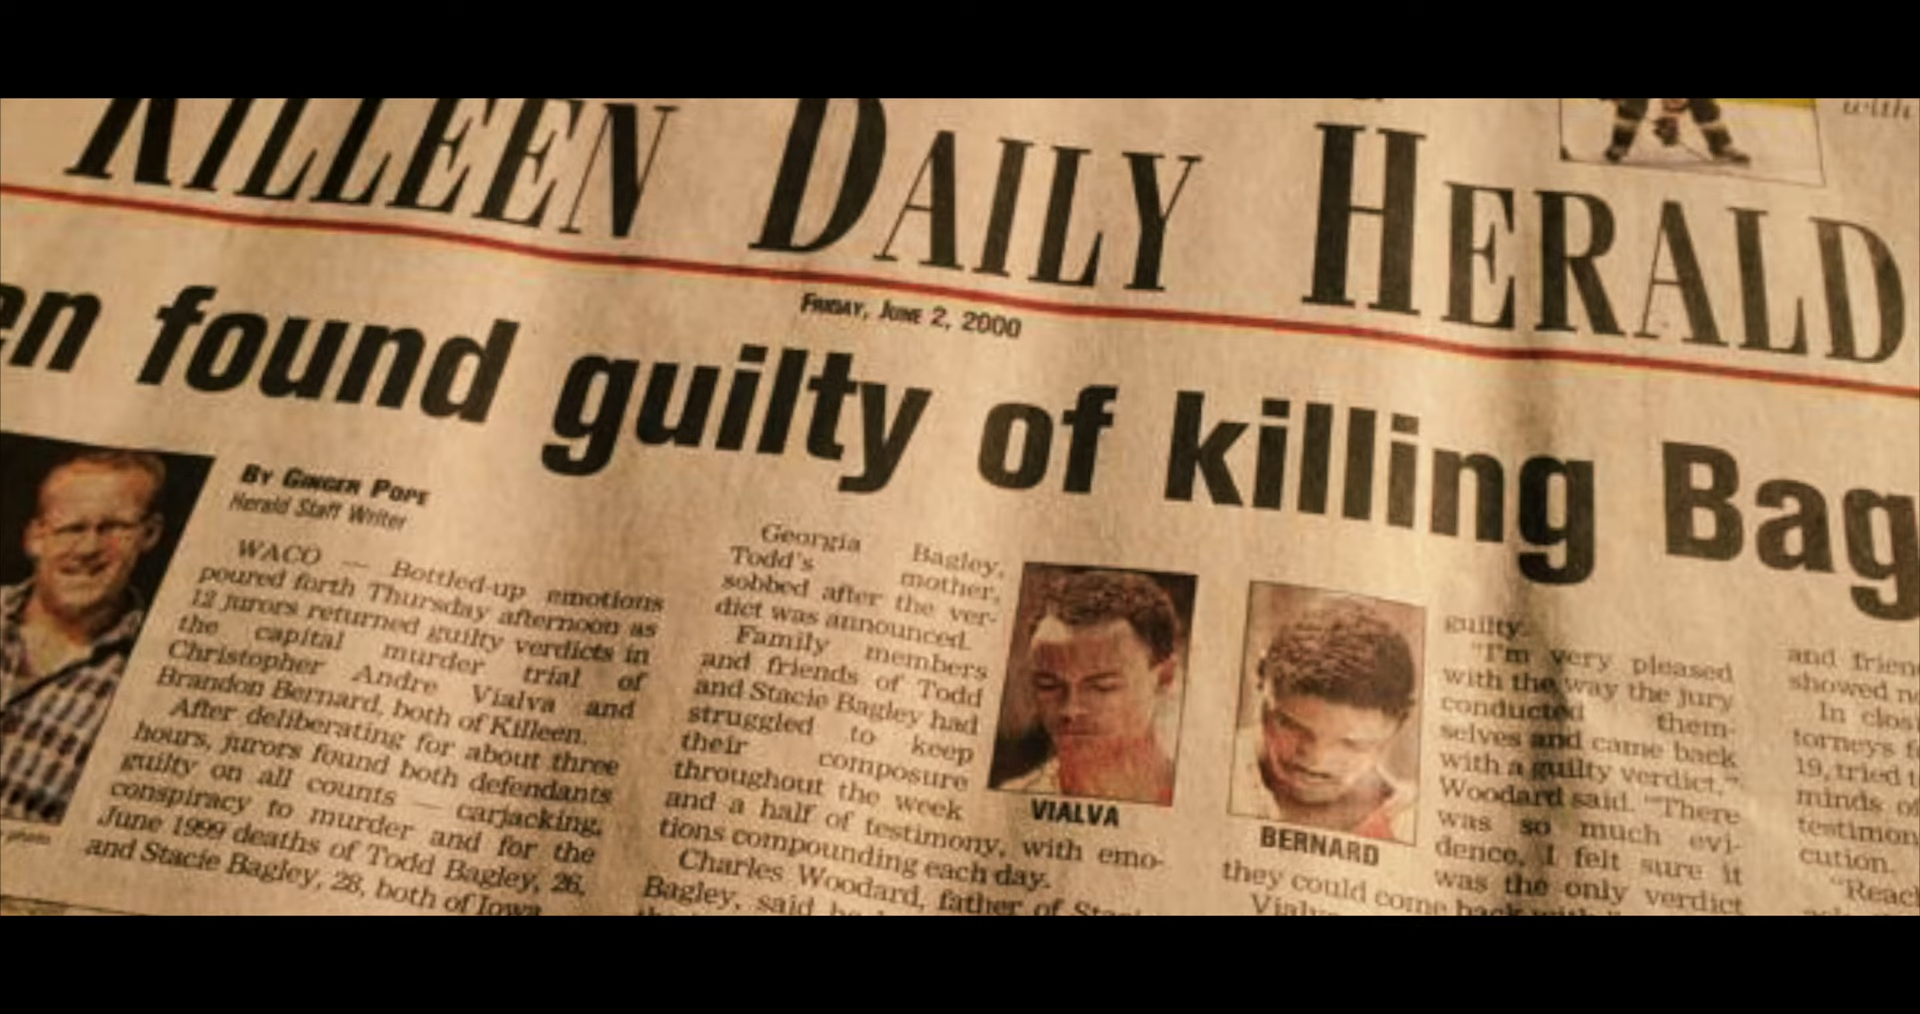 with
KILLEEN DAILY HERALD
FRIDAY, JUNE 2, 2000
en found guilty of killing Bag
BY GINGER POPE
Herald Staff Writer
WACO — Bottled-up emotions
poured forth Thursday afternoon as
12 jurors returned guilty verdicts in
the capital murder trial of
Christopher Andre Vialva and
Brandon Bernard, both of Killeen.
After deliberating for about three
hours, jurors found both defendants
guilty on all counts — carjacking,
conspiracy to murder and for the
June 1999 deaths of Todd Bagley, 26,
and Stacie Bagley, 28, both of Iowa
photo
Georgia Bagley,
Todd's mother,
sobbed after the ver-
dict was announced.
Family members
and friends of Todd
and Stacie Bagley had
struggled to keep
their composure
throughout the week
and a half of testimony, with emo-
tions compounding each day.
Charles Woodard, father of
Bagley, said
VIALVA
BERNARD
they could come back
guilty.
"I'm very pleased
with the way the jury
conducted them-
selves and came back
with a guilty verdict,"
Woodard said. "There
was so much evi-
dence, I felt sure it
was the only verdict
and frien
showed n
In clos
torneys f
19, tried t
minds of
testimon
cution.
"Reach